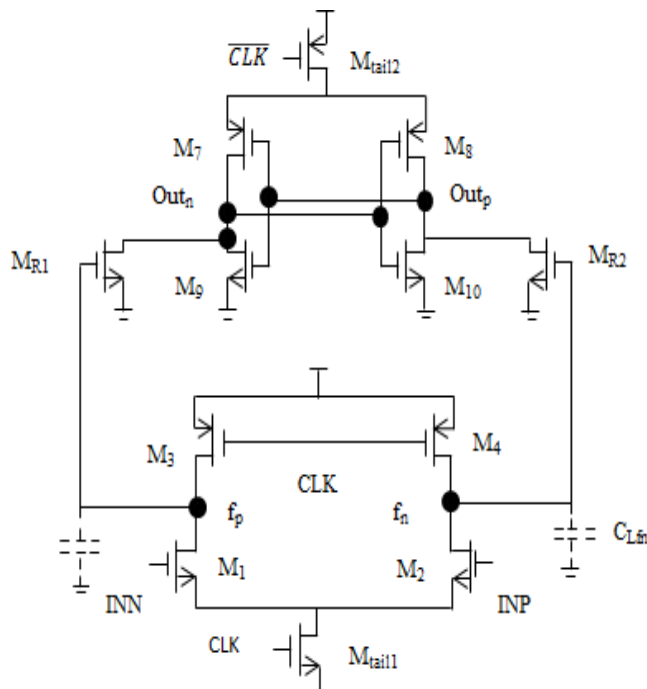 CLK
Mtail2
M7
M8
Outn
Outp
MR1
M9
M10
MR2
M3
M4
CLK
fp
fn
CLfn
M1
M2
INN
INP
CLK
Mtail1